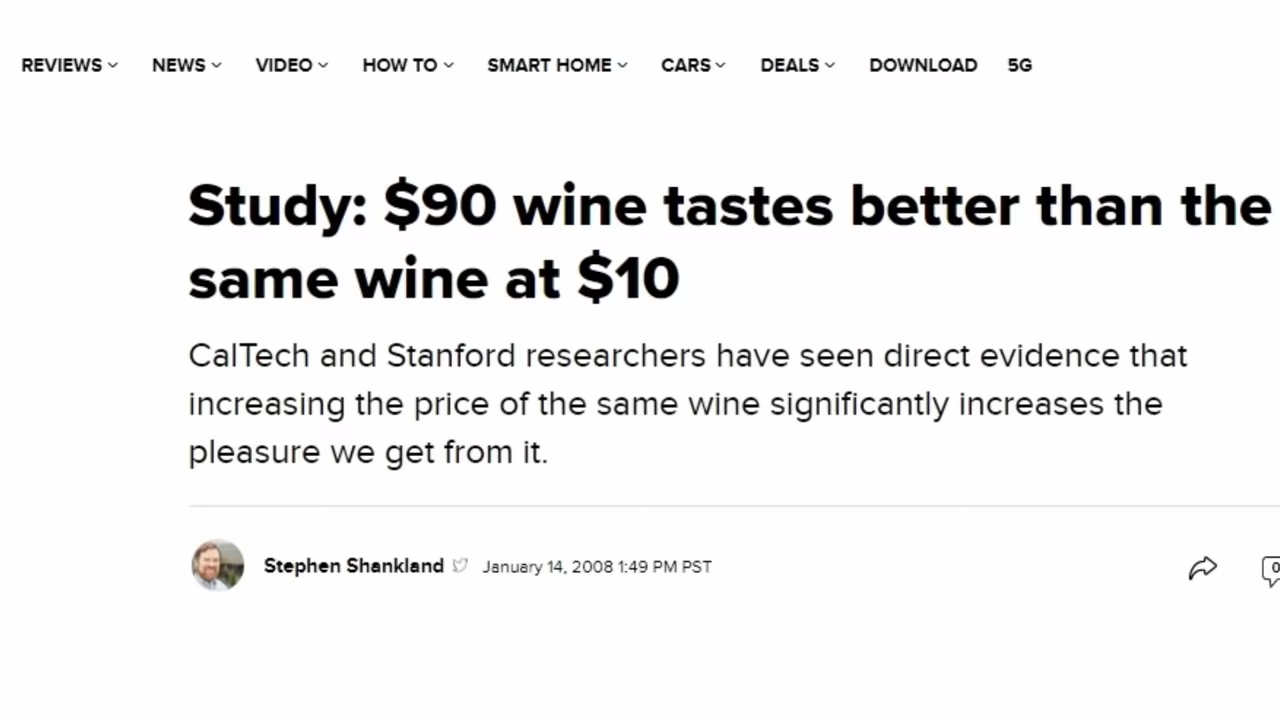 REVIEWS NEWS VIDEO HOW TO SMART HOME CARS DEALS DOWNLOAD 5G
Study: $90 wine tastes better than the
same wine at $10
CalTech and Stanford researchers have seen direct evidence that
increasing the price of the same wine significantly increases the
pleasure we get from it.
Stephen Shankland January 14, 2008 1:49 PM PST
0